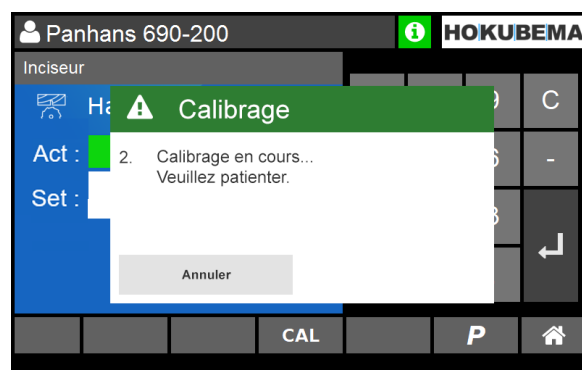 Panhans 690-200
i
HOKUBEMA
Inciseur
Calibrage
C
Act :
2. Calibrage en cours...
Veuillez patienter.
-
Set :
Annuler
CAL
P